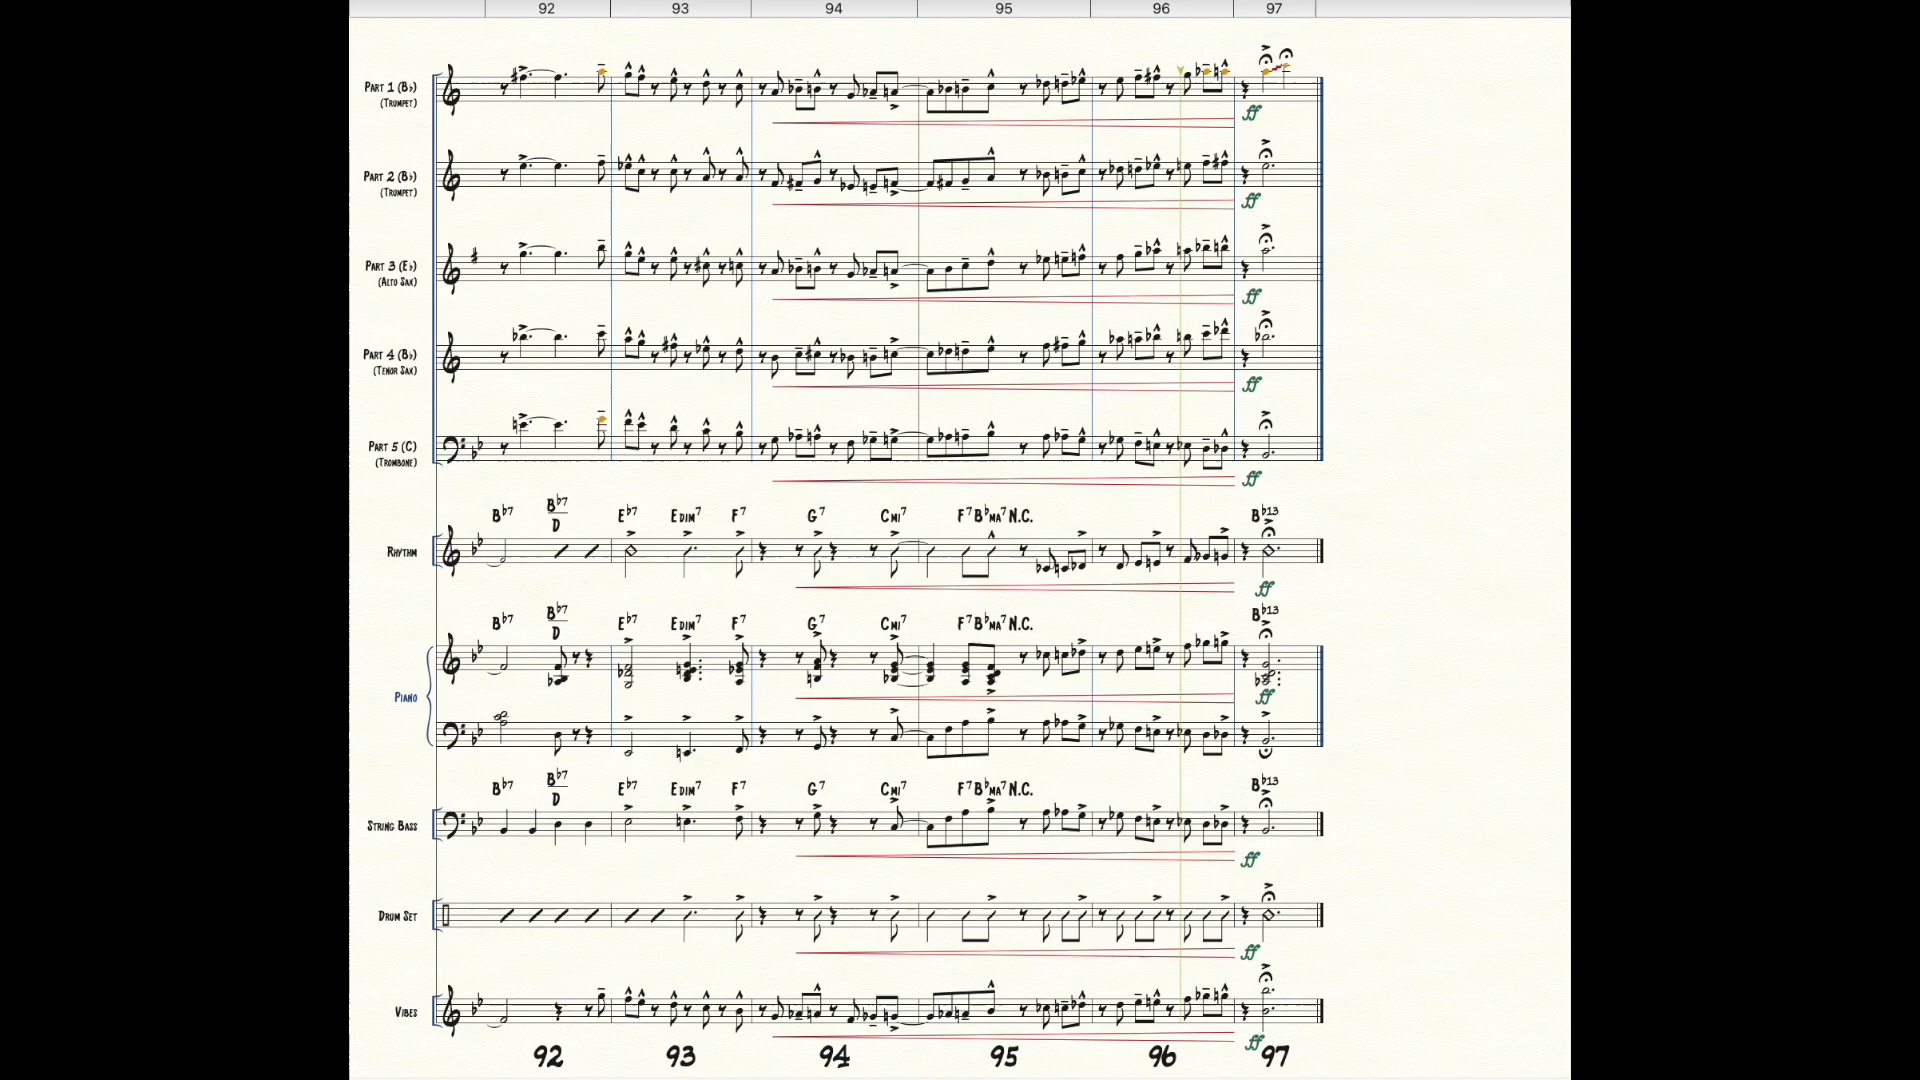 92 93 94 95 96 97
Part 1 (B♭)
(Trumpet)
ff
Part 2 (B♭)
(Trumpet)
ff
Part 3 (E♭)
(Alto Sax)
ff
Part 4 (B♭)
(Tenor Sax)
ff
Part 5 (C)
(Trombone)
ff
B♭7 B♭7/D E♭7 Edim7 F7 G7 Cmi7 F7 B♭ma7 N.C. B♭13
Rhythm
ff
B♭7 B♭7/D E♭7 Edim7 F7 G7 Cmi7 F7 B♭ma7 N.C. B♭13
Piano
ff
B♭7 B♭7/D E♭7 Edim7 F7 G7 Cmi7 F7 B♭ma7 N.C. B♭13
String Bass
ff
Drum Set
ff
Vibes
ff
92 93 94 95 96 97